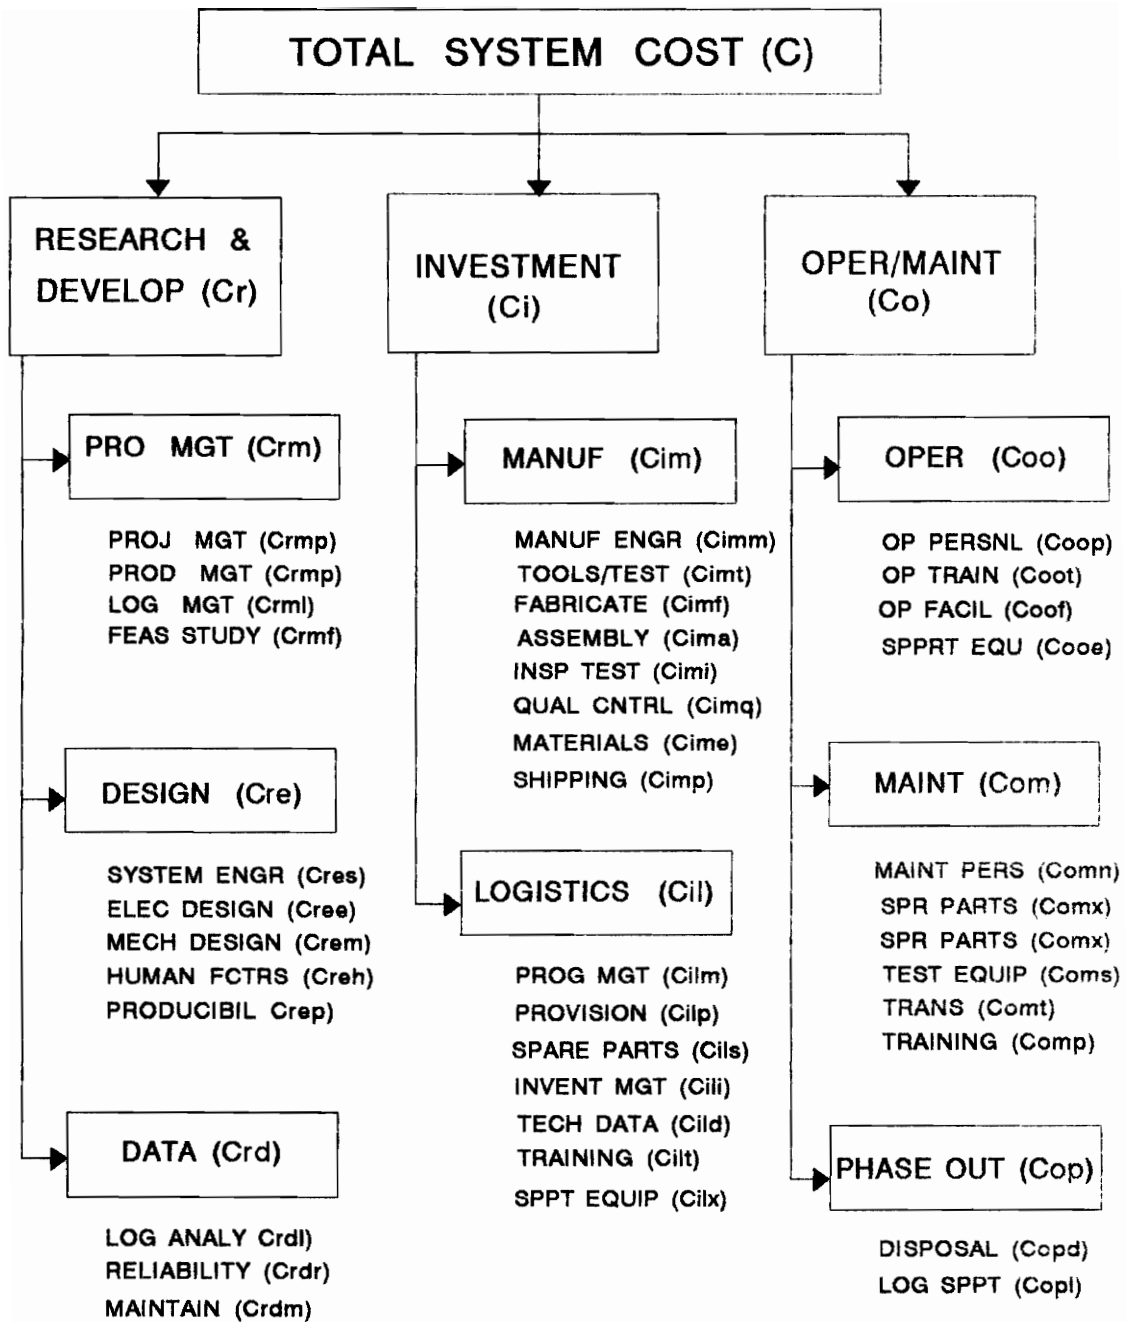 TOTAL SYSTEM COST (C)
RESEARCH &
DEVELOP (Cr)
PRO MGT (Crm)
PROJ MGT (Crmp)
PROD MGT (Crmp)
LOG MGT (Crml)
FEAS STUDY (Crmf)
DESIGN (Cre)
SYSTEM ENGR (Cres)
ELEC DESIGN (Cree)
MECH DESIGN (Crem)
HUMAN FCTRS (Creh)
PRODUCIBIL Crep)
DATA (Crd)
LOG ANALY Crdl)
RELIABILITY (Crdr)
MAINTAIN (Crdm)
INVESTMENT
(Ci)
MANUF (Cim)
MANUF ENGR (Cimm)
TOOLS/TEST (Cimt)
FABRICATE (Cimf)
ASSEMBLY (Cima)
INSP TEST (Cimi)
QUAL CNTRL (Cimq)
MATERIALS (Cime)
SHIPPING (Cimp)
LOGISTICS (Cil)
PROG MGT (Cilm)
PROVISION (Cilp)
SPARE PARTS (Cils)
INVENT MGT (Cili)
TECH DATA (Cild)
TRAINING (Cilt)
SPPT EQUIP (Cilx)
OPER/MAINT
(Co)
OPER (Coo)
OP PERSNL (Coop)
OP TRAIN (Coot)
OP FACIL (Coof)
SPPRT EQU (Cooe)
MAINT (Com)
MAINT PERS (Comn)
SPR PARTS (Comx)
SPR PARTS (Comx)
TEST EQUIP (Coms)
TRANS (Comt)
TRAINING (Comp)
PHASE OUT (Cop)
DISPOSAL (Copd)
LOG SPPT (Copl)